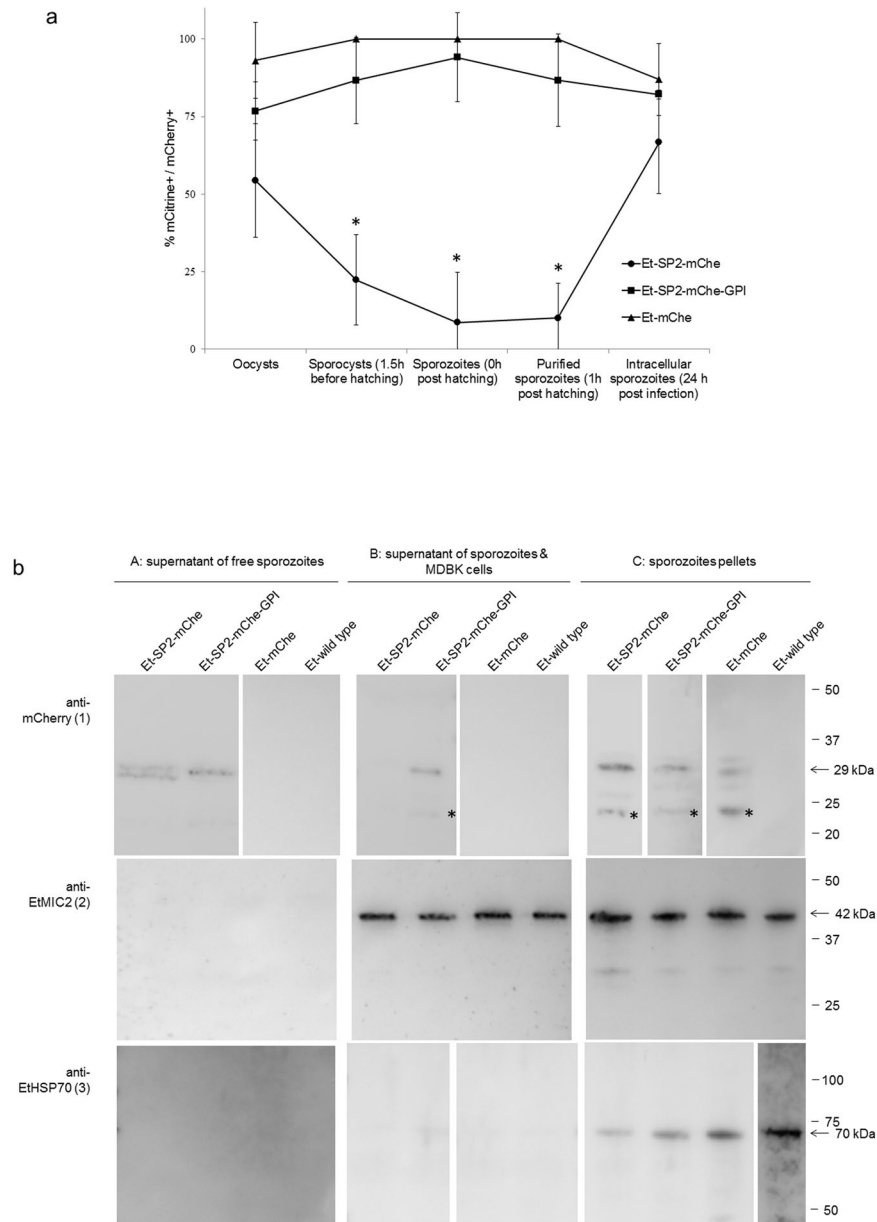 a
% mCitrine+ / mCherry+
100
75
50
25
0
*
*
*
Et-SP2-mChe
Et-SP2-mChe-GPI
Et-mChe
Oocysts
Sporocysts (1.5h
before hatching)
Sporozoites (0h
post hatching)
Purified
sporozoites (1h
post hatching)
Intracellular
sporozoites (24 h
post infection)
b
A: supernatant of free sporozoites
B: supernatant of sporozoites &
MDBK cells
C: sporozoites pellets
Et-SP2-mChe
Et-SP2-mChe-GPI
Et-mChe
Et-wild type
Et-SP2-mChe
Et-SP2-mChe-GPI
Et-mChe
Et-wild type
Et-SP2-mChe
Et-SP2-mChe-GPI
Et-mChe
Et-wild type
anti-
mCherry (1)
*
*
*
*
50
37
29 kDa
25
20
anti-
EtMIC2 (2)
50
42 kDa
37
25
anti-
EtHSP70 (3)
100
75
70 kDa
50